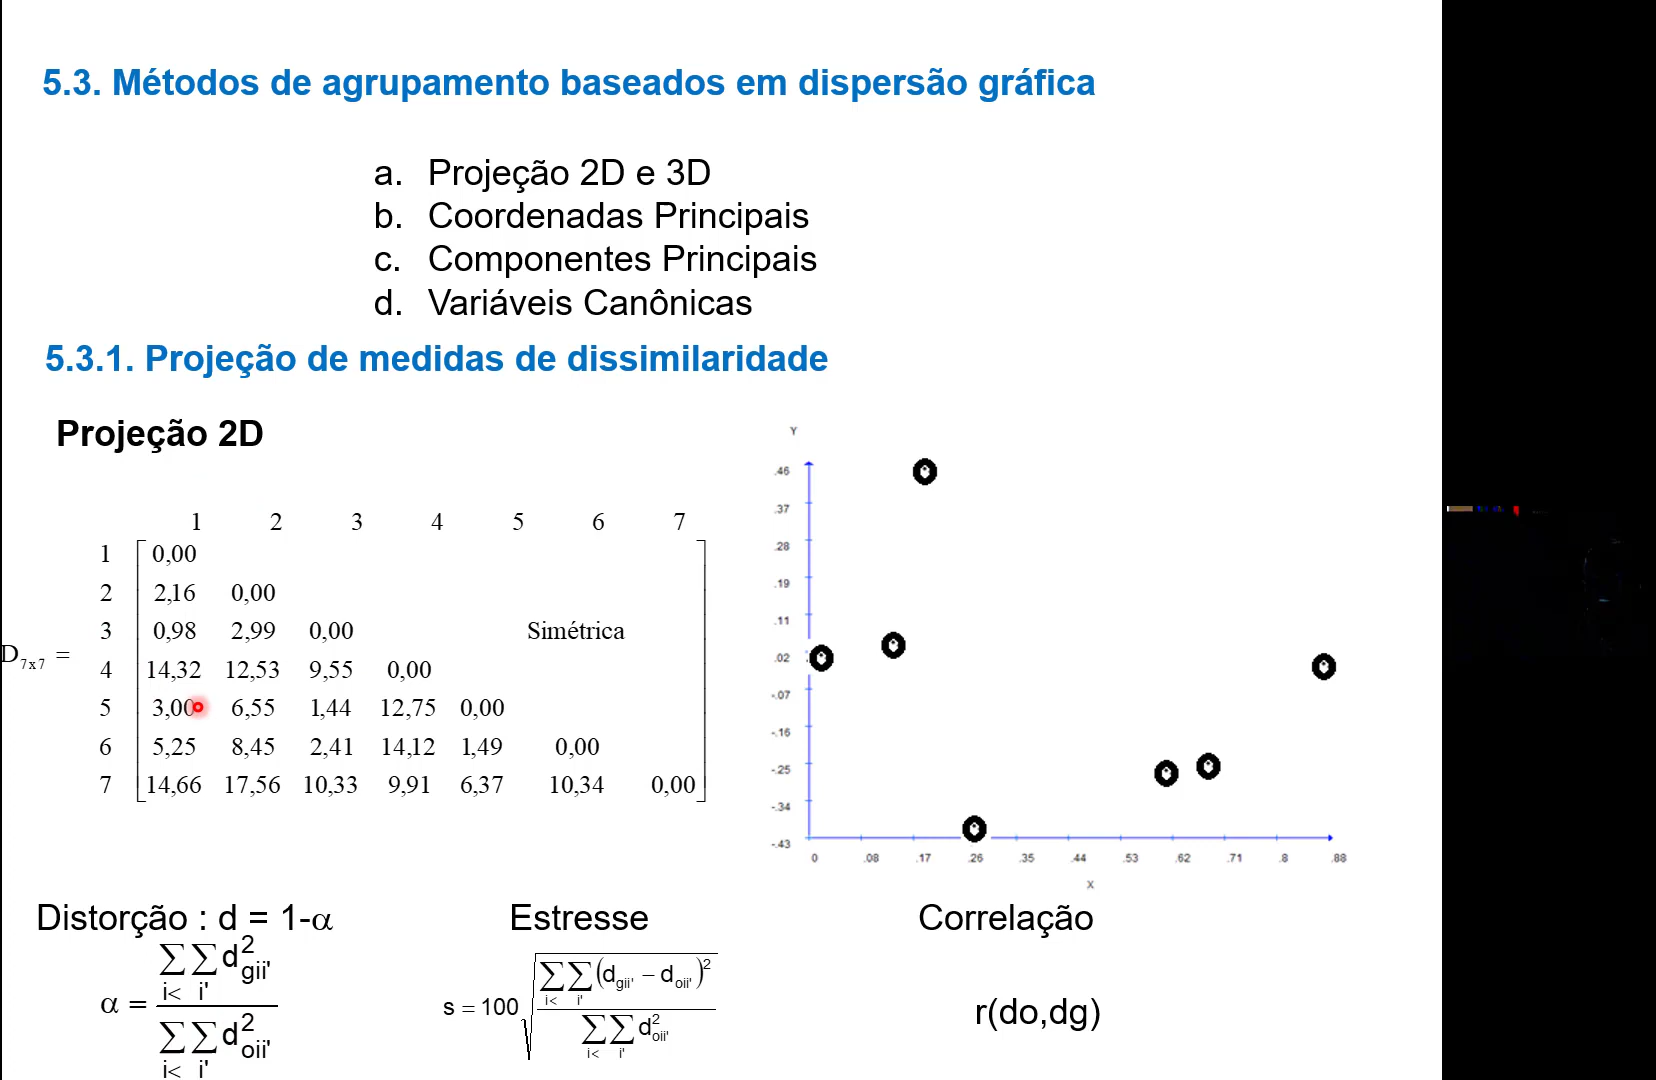 5.3. Métodos de agrupamento baseados em dispersão gráfica
a. Projeção 2D e 3D
b. Coordenadas Principais
c. Componentes Principais
d. Variáveis Canônicas
5.3.1. Projeção de medidas de dissimilaridade
Projeção 2D
1 2 3 4 5 6 7
1 0,00
2 2,16 0,00
3 0,98 2,99 0,00 Simétrica
D7x7 =
4 14,32 12,53 9,55 0,00
5 3,00 6,55 1,44 12,75 0,00
6 5,25 8,45 2,41 14,12 1,49 0,00
7 14,66 17,56 10,33 9,91 6,37 10,34 0,00
Y
.46
.37
.28
.19
.11
.02
-.07
-.16
-.25
-.34
-.43
0 .08 .17 .26 .35 .44 .53 .62 .71 .8 .88
X
Distorção : d = 1-α
α = ∑∑ d²gii' / ∑∑ d²oii'
i< i'
i< i'
Estresse
s = 100 √ ∑∑ (dgii' − doii')² / ∑∑ d²oii'
i< i'
i< i'
Correlação
r(do,dg)